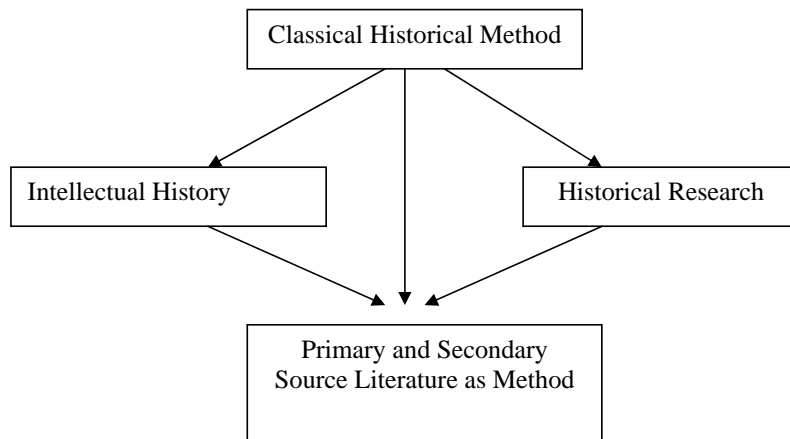 Classical Historical Method
Intellectual History
Historical Research
Primary and Secondary
Source Literature as Method